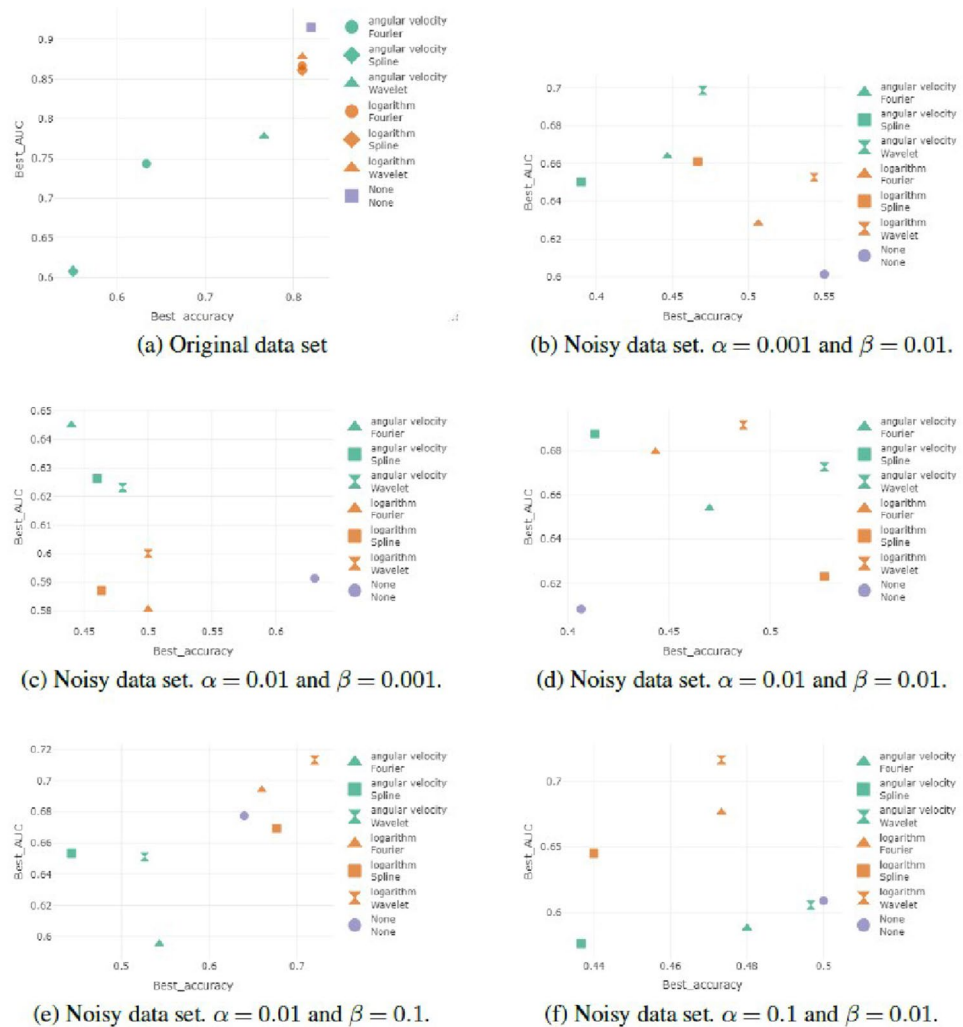 angular velocity
Fourier
angular velocity
Spline
angular velocity
Wavelet
logarithm
Fourier
logarithm
Spline
logarithm
Wavelet
None
None
0.9
0.85
0.8
0.75
0.7
0.65
0.6
Best_AUC
0.6 0.7 0.8
Best_accuracy
(a) Original data set
angular velocity
Fourier
angular velocity
Spline
angular velocity
Wavelet
logarithm
Fourier
logarithm
Spline
logarithm
Wavelet
None
None
0.7
0.68
0.66
0.64
0.62
0.6
Best_AUC
0.4 0.45 0.5 0.55
Best_accuracy
(b) Noisy data set. α = 0.001 and β = 0.01.
angular velocity
Fourier
angular velocity
Spline
angular velocity
Wavelet
logarithm
Fourier
logarithm
Spline
logarithm
Wavelet
None
None
0.65
0.64
0.63
0.62
0.61
0.6
0.59
0.58
Best_AUC
0.45 0.5 0.55 0.6
Best_accuracy
(c) Noisy data set. α = 0.01 and β = 0.001.
angular velocity
Fourier
angular velocity
Spline
angular velocity
Wavelet
logarithm
Fourier
logarithm
Spline
logarithm
Wavelet
None
None
0.68
0.66
0.64
0.62
Best_AUC
0.4 0.45 0.5
Best_accuracy
(d) Noisy data set. α = 0.01 and β = 0.01.
angular velocity
Fourier
angular velocity
Spline
angular velocity
Wavelet
logarithm
Fourier
logarithm
Spline
logarithm
Wavelet
None
None
0.72
0.7
0.68
0.66
0.64
0.62
0.6
Best_AUC
0.5 0.6 0.7
Best_accuracy
(e) Noisy data set. α = 0.01 and β = 0.1.
angular velocity
Fourier
angular velocity
Spline
angular velocity
Wavelet
logarithm
Fourier
logarithm
Spline
logarithm
Wavelet
None
None
0.7
0.65
0.6
Best_AUC
0.44 0.46 0.48 0.5
Best_accuracy
(f) Noisy data set. α = 0.1 and β = 0.01.